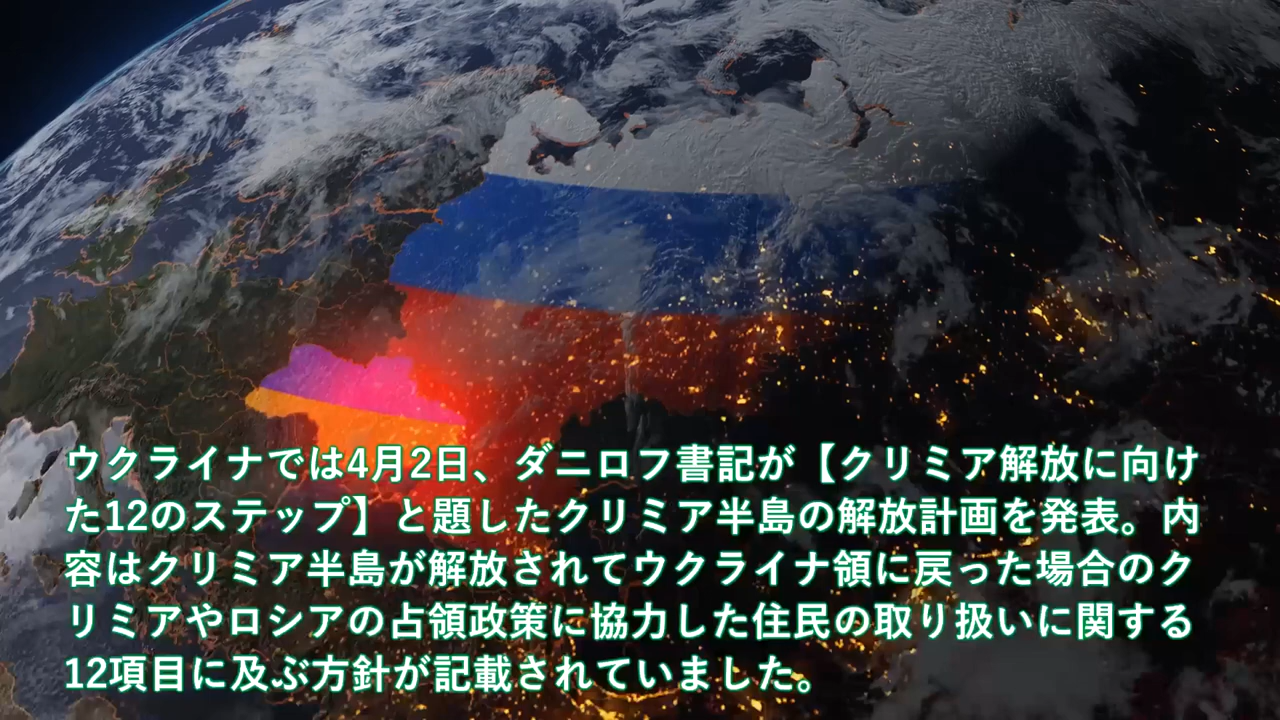 ウクライナでは4月2日、ダニロフ書記が【クリミア解放に向け
た12のステップ】と題したクリミア半島の解放計画を発表。内
容はクリミア半島が解放されてウクライナ領に戻った場合のク
リミアやロシアの占領政策に協力した住民の取り扱いに関する
12項目に及ぶ方針が記載されていました。